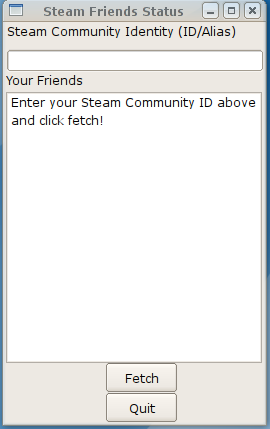 Steam Friends Status
Steam Community Identity (ID/Alias)
Your Friends
Enter your Steam Community ID above
and click fetch!
Fetch
Quit